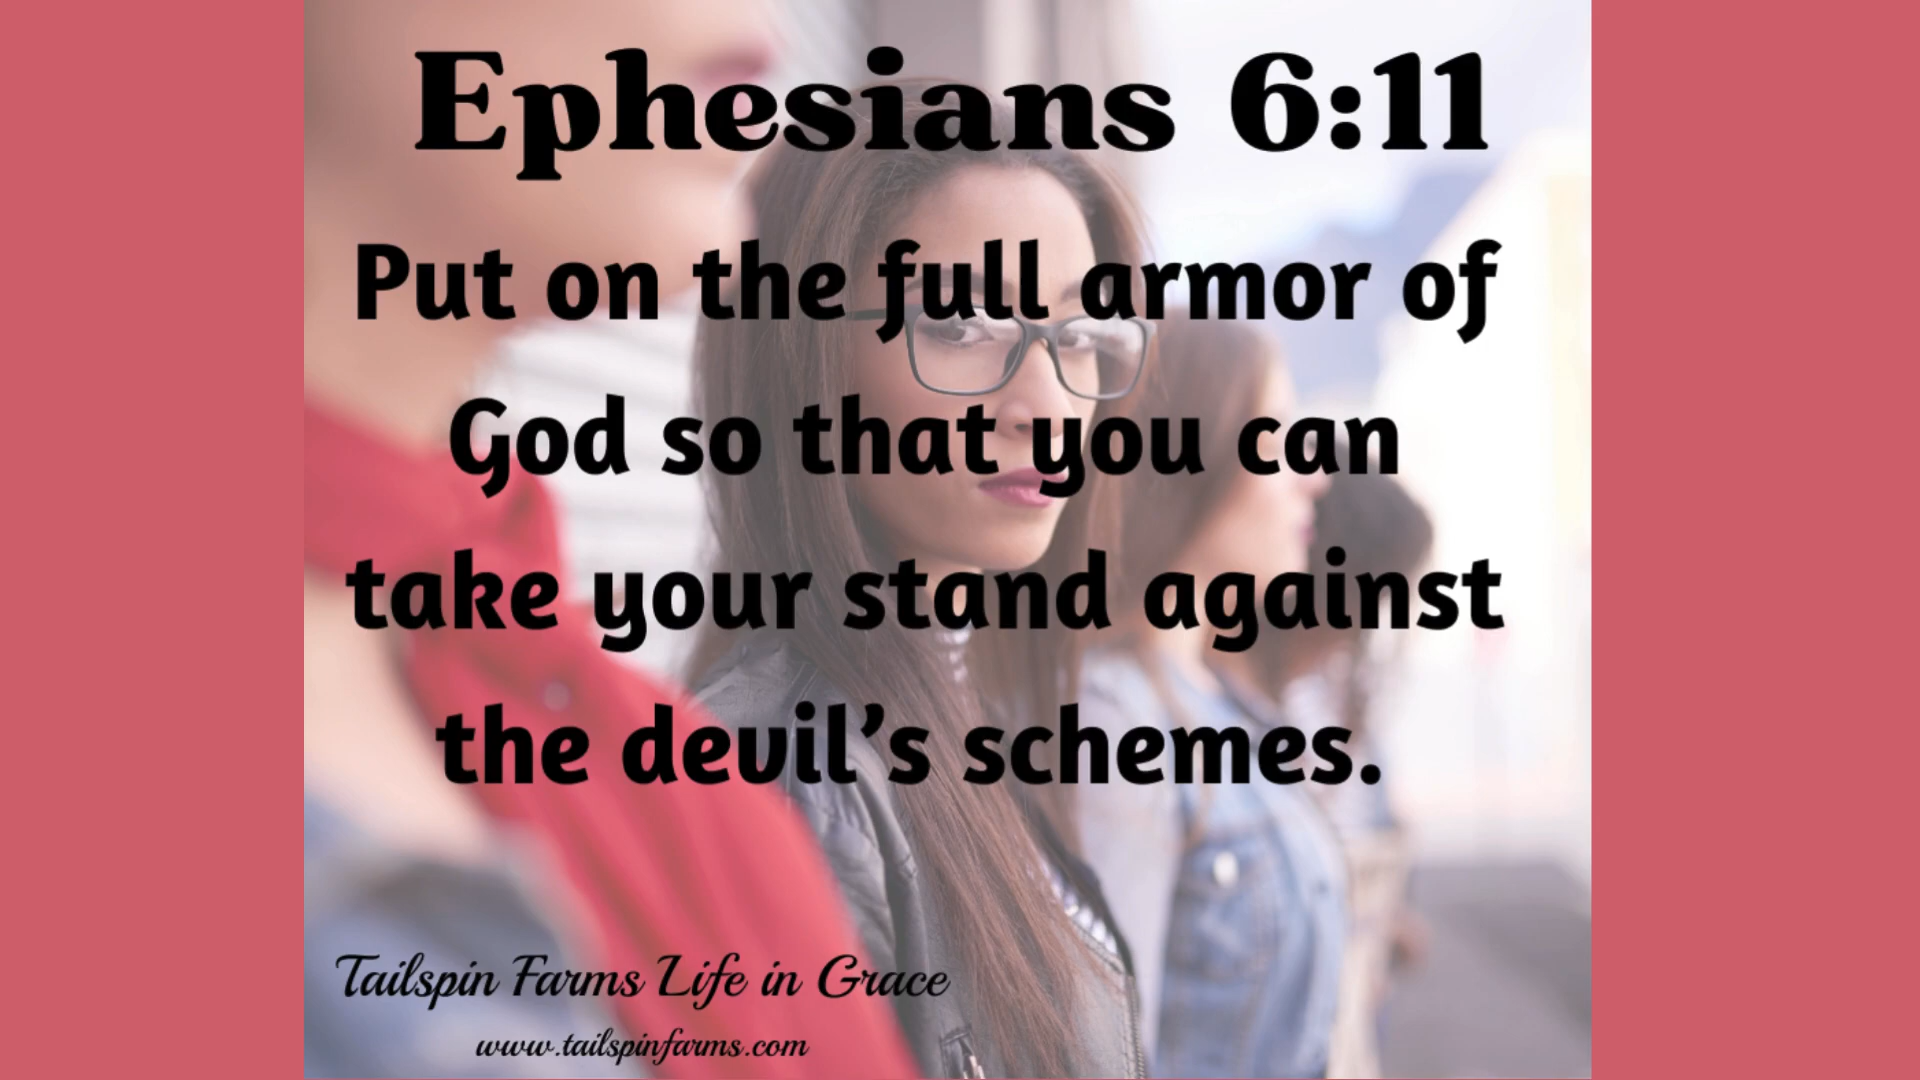 Ephesians 6:11
Put on the full armor of
God so that you can
take your stand against
the devil’s schemes.
Tailspin Farms Life in Grace
www.tailspinfarms.com